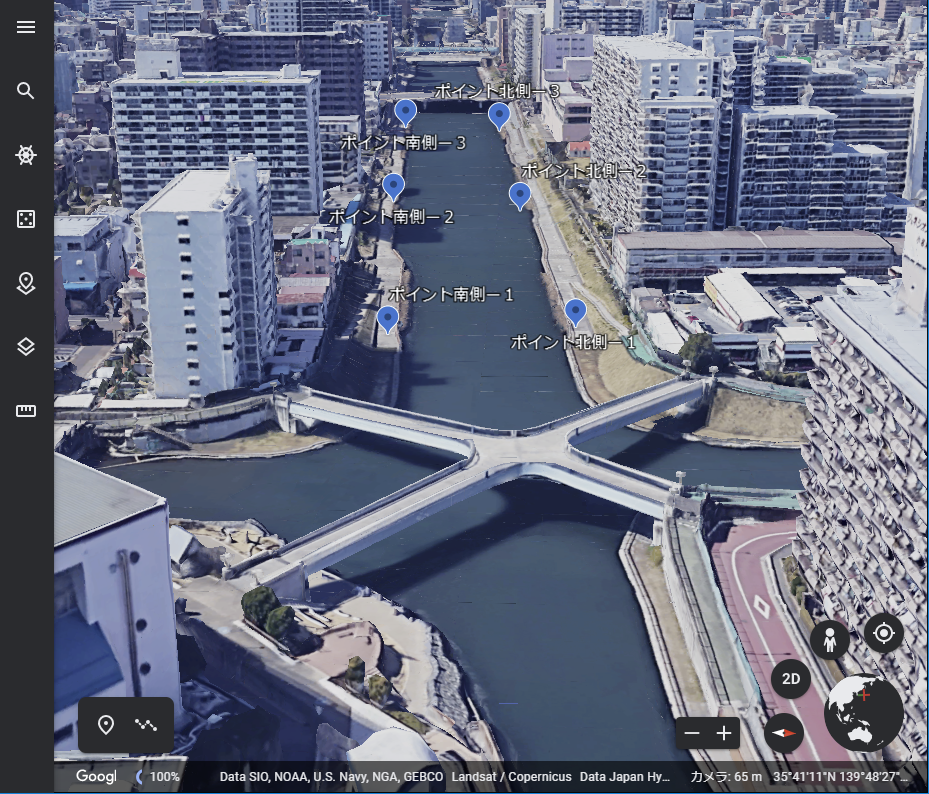 ポイント北側ー3
ポイント南側ー3
ポイント北側ー2
ポイント南側ー2
ポイント南側ー1
ポイント北側ー1
2D
Googl
100%
Data SIO, NOAA, U.S. Navy, NGA, GEBCO Landsat / Copernicus Data Japan Hy...
カメラ: 65 m 35°41'11"N 139°48'27"...